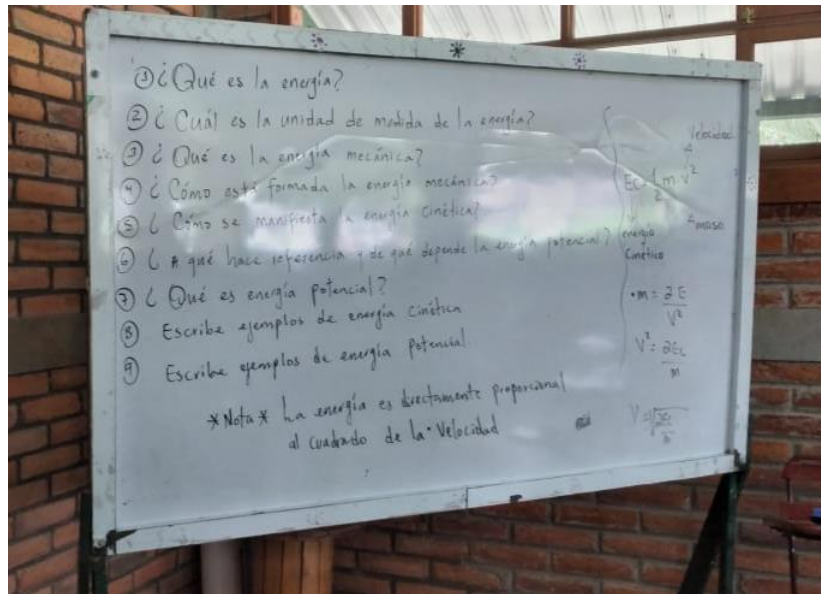 ① ¿Qué es la energía?
② ¿Cuál es la unidad de medida de la energía?
③ ¿Qué es la energía mecánica?
④ ¿Cómo está formada la energía mecánica?
⑤ ¿Cómo se manifiesta la energía cinética?
⑥ ¿A qué hace referencia y de qué depende la energía potencial?
⑦ ¿Qué es energía potencial?
⑧ Escribe ejemplos de energía cinética
⑨ Escribe ejemplos de energía potencial
*Nota* La energía es directamente proporcional
al cuadrado de la velocidad
Velocidad
Ec = 1/2 m · v²
masa
energía
Cinética
• m = 2E / V²
V² = 2Ec / m
V = √(2Ec / m)